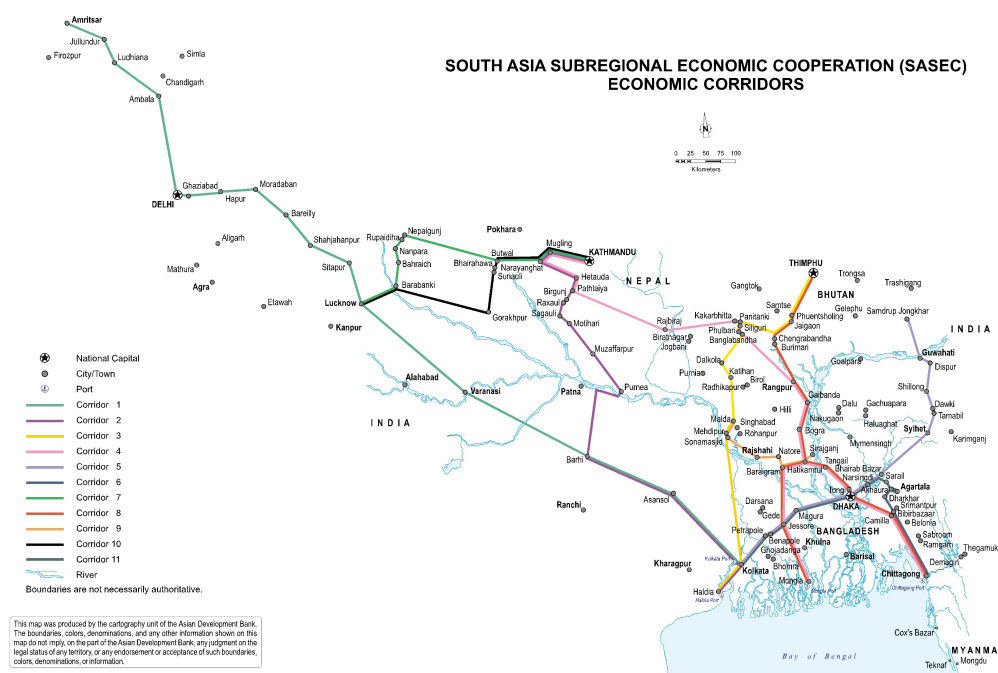 SOUTH ASIA SUBREGIONAL ECONOMIC COOPERATION (SASEC)
ECONOMIC CORRIDORS
N
0 25 50 75 100
Kilometers
Amritsar
Jullundur
Firozpur
Ludhiana
Simla
Chandigarh
Ambala
Ghaziabad
Moradaban
DELHI
Hapur
Bareilly
Aligarh
Shahjahanpur
Mathura
Sitapur
Agra
Etawah
Lucknow
Kanpur
Rupaidiha
Nepalgunj
Nanpara
Bahraich
Barabanki
Pokhara
Butwal
Mugling
KATHMANDU
Bhairahawa
Narayanghat
Sunauli
Gorakhpur
Hetauda
Birgunj
Pathlaiya
Raxaul
Sagauli
Motihari
NEPAL
Muzaffarpur
Rajbiraj
Biratnagar
Jogbani
Kakarbhitta
Panitanki
Phulbari
Siliguri
Banglabandha
THIMPHU
Gangtok
Trongsa
Trashigang
BHUTAN
Samtse
Phuentsholing
Jaigaon
Gelephu
Samdrup Jongkhar
INDIA
Chengrabandha
Burimari
Goalpara
Guwahati
Dispur
Dalkola
Purnia
Katihan
Radhikapure
Birol
Rangpur
Gaibanda
Shillong
Dalu
Gachuapara
Dawki
Tamabil
Nakugaon
Haluaghat
Sylhet
Karimganj
Hilli
Malda
Singhabad
Mehdipur
Rohanpur
Sonamasjid
Bogra
Mymensingh
Rajshahi
Natore
Sirajganj
Tangail
Baraigram
Hatikamrul
Bhairab Bazar
Narsingdi
Sarail
Akhaura
Agartala
Tong
Dharkhar
DHAKA
Srimantpur
Bibirbazaar
Camilla
Belonia
Darsana
Gede
Magura
Petrapole
Jessore
BANGLADESH
Benapole
Khulna
Ghojadanga
Bhomra
Barisal
Sabroom
Ramgarh
Thegamuk
Demagiri
Mongla
Mongla Port
Chittagong
Chittagong Port
Kolkata Port
Kolkata
Kharagpur
Haldia
Haldia Port
Cox's Bazar
MYANMA
Teknaf
Mongdu
Bay of Bengal
Alahabad
Varanasi
Patna
Purnea
INDIA
Barhi
Asansol
Ranchi
National Capital
City/Town
Port
Corridor 1
Corridor 2
Corridor 3
Corridor 4
Corridor 5
Corridor 6
Corridor 7
Corridor 8
Corridor 9
Corridor 10
Corridor 11
River
Boundaries are not necessarily authoritative.
This map was produced by the cartography unit of the Asian Development Bank.
The boundaries, colors, denominations, and any other information shown on this
map do not imply, on the part of the Asian Development Bank, any judgment on the
legal status of any territory, or any endorsement or acceptance of such boundaries,
colors, denominations, or information.